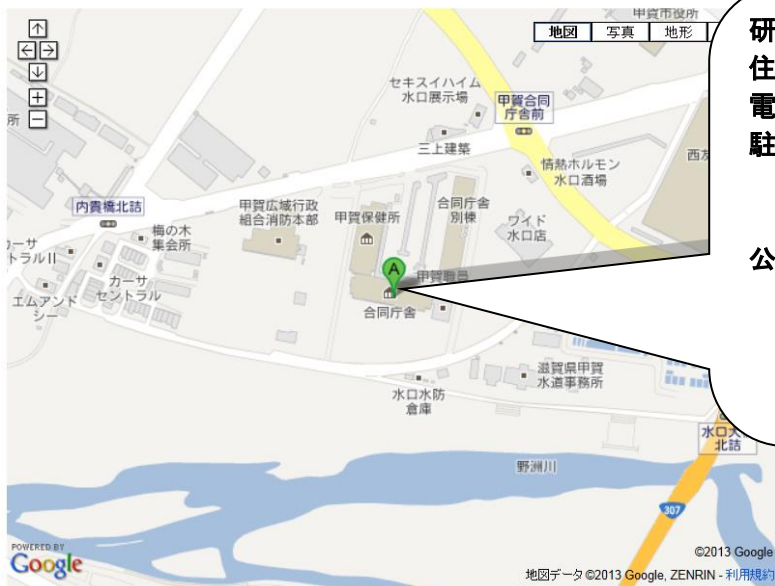 甲賀市役所
地図 写真 地形
研
住
電
駐
公
セキスイハイム
水口展示場
甲賀合同
庁舎前
三上建築
西友
情熱ホルモン
水口酒場
所
内貴橋北詰
甲賀広域行政
組合消防本部
甲賀保健所
合同庁舎
別棟
梅の木
集会所
ワイド
水口店
カーサ
トラルII
カーサ
セントラル
エムアンド
シー
A
甲賀職員
合同庁舎
滋賀県甲賀
水道事務所
水口水防
倉庫
水口大
北詰
野洲川
307
POWERED BY
Google
©2013 Google
地図データ ©2013 Google, ZENRIN - 利用規約